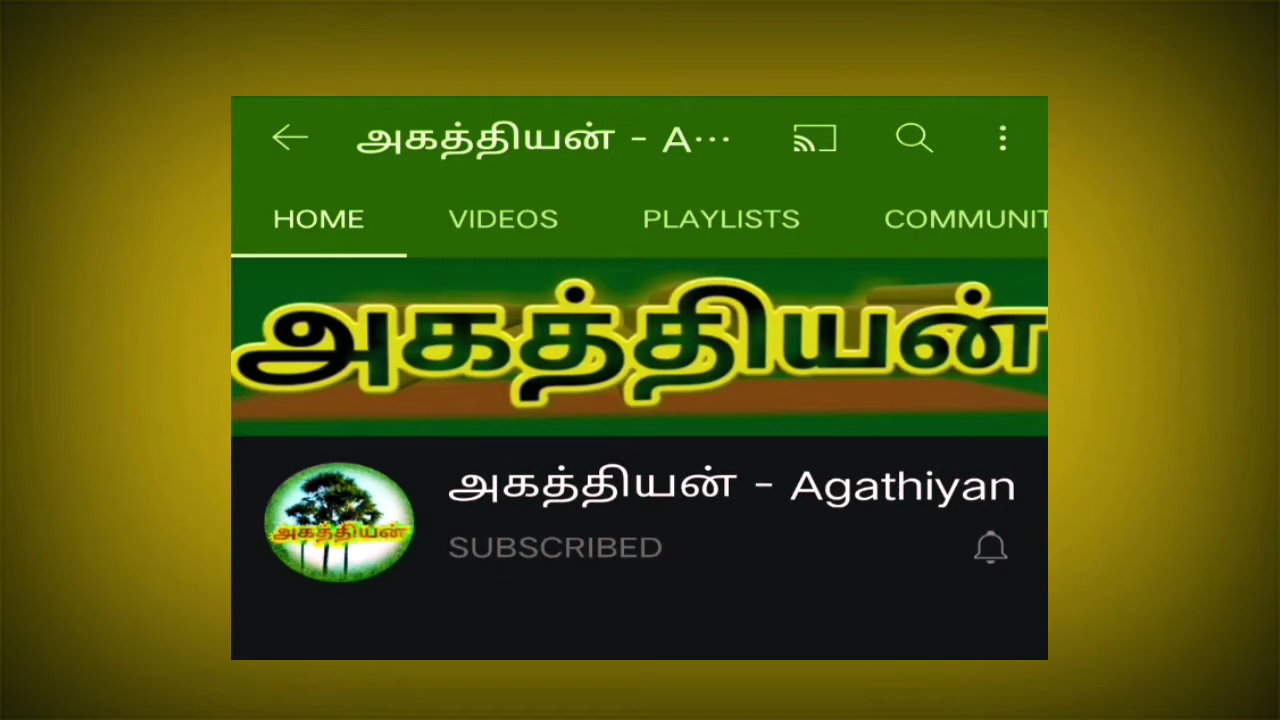 அகத்தியன் - A...
HOME VIDEOS PLAYLISTS COMMUNIT
அகத்தியன்
அகத்தியன் - Agathiyan
அகத்தியன்
SUBSCRIBED